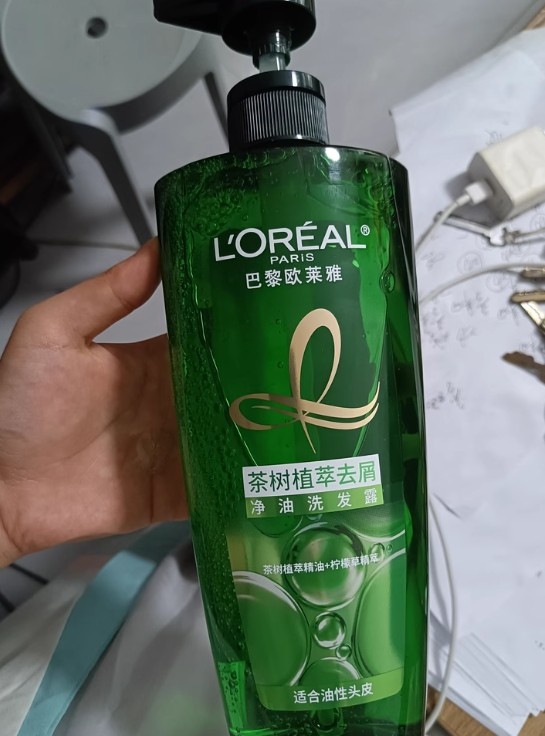 L'ORÉAL®
PARIS
巴黎欧莱雅
茶树植萃去屑
净油洗发露
茶树植萃精油+柠檬草精萃
适合油性头皮